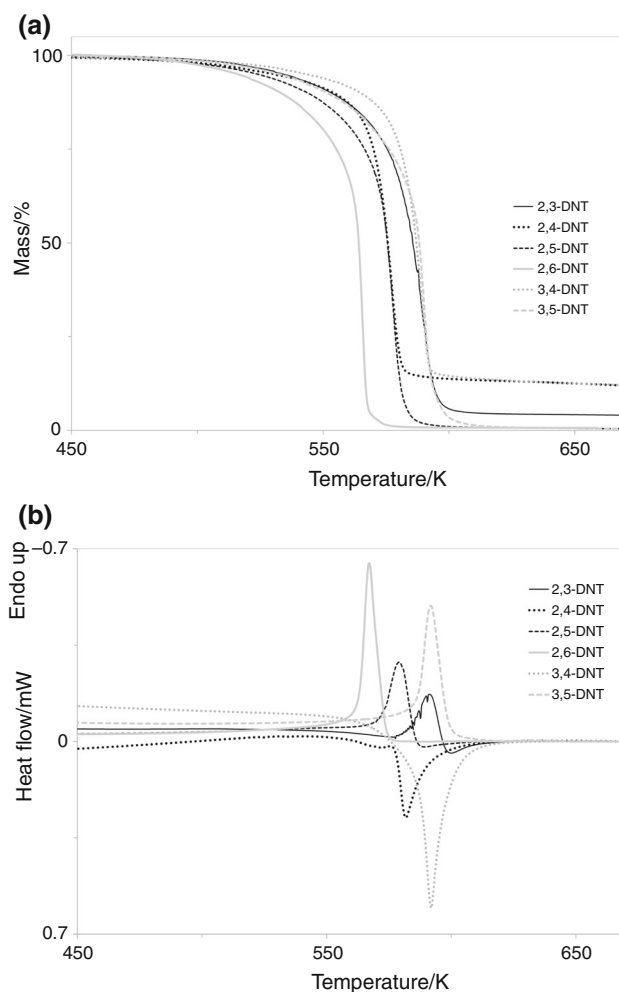 (a)
100
50
0
Mass/%
2,3-DNT
2,4-DNT
2,5-DNT
2,6-DNT
3,4-DNT
3,5-DNT
450
550
650
Temperature/K
(b)
–0.7
0
0.7
Endo up
Heat flow/mW
2,3-DNT
2,4-DNT
2,5-DNT
2,6-DNT
3,4-DNT
3,5-DNT
450
550
650
Temperature/K